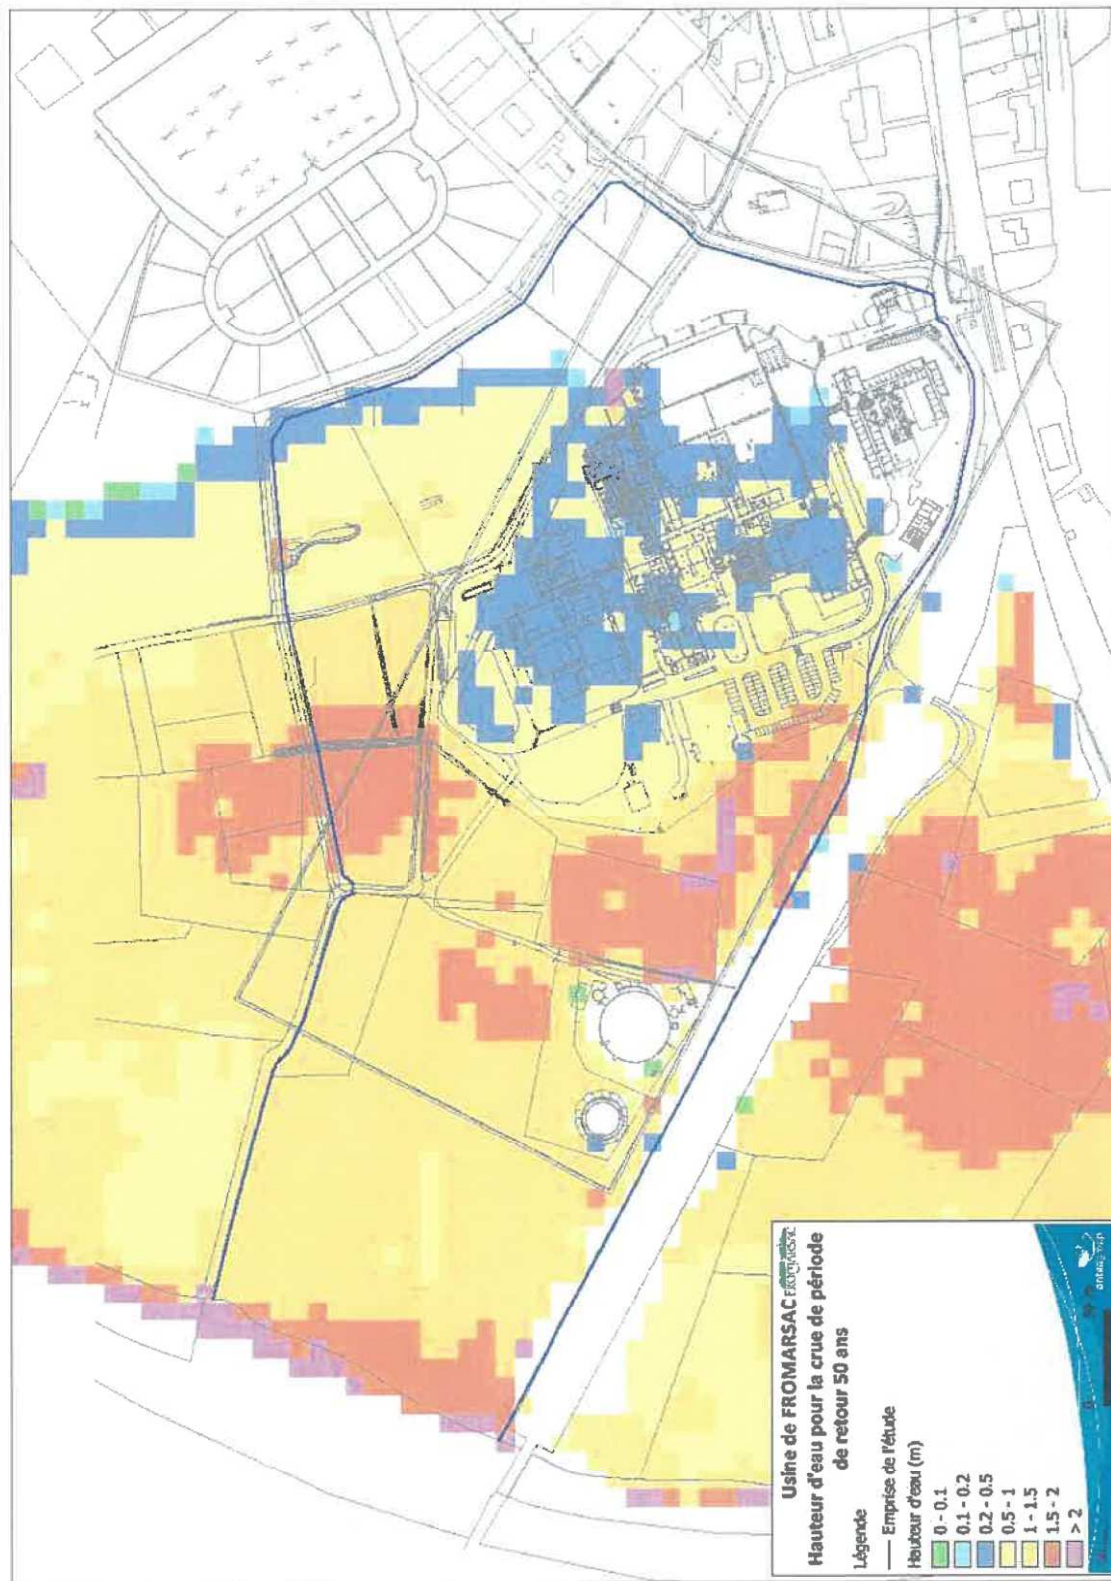 Usine de FROMARSAC FROMARSAC
Hauteur d'eau pour la crue de période
de retour 50 ans
Légende
Emprise de l'étude
Hauteur d'eau (m)
0 - 0.1
0.1 - 0.2
0.2 - 0.5
0.5 - 1
1 - 1.5
1.5 - 2
> 2
0